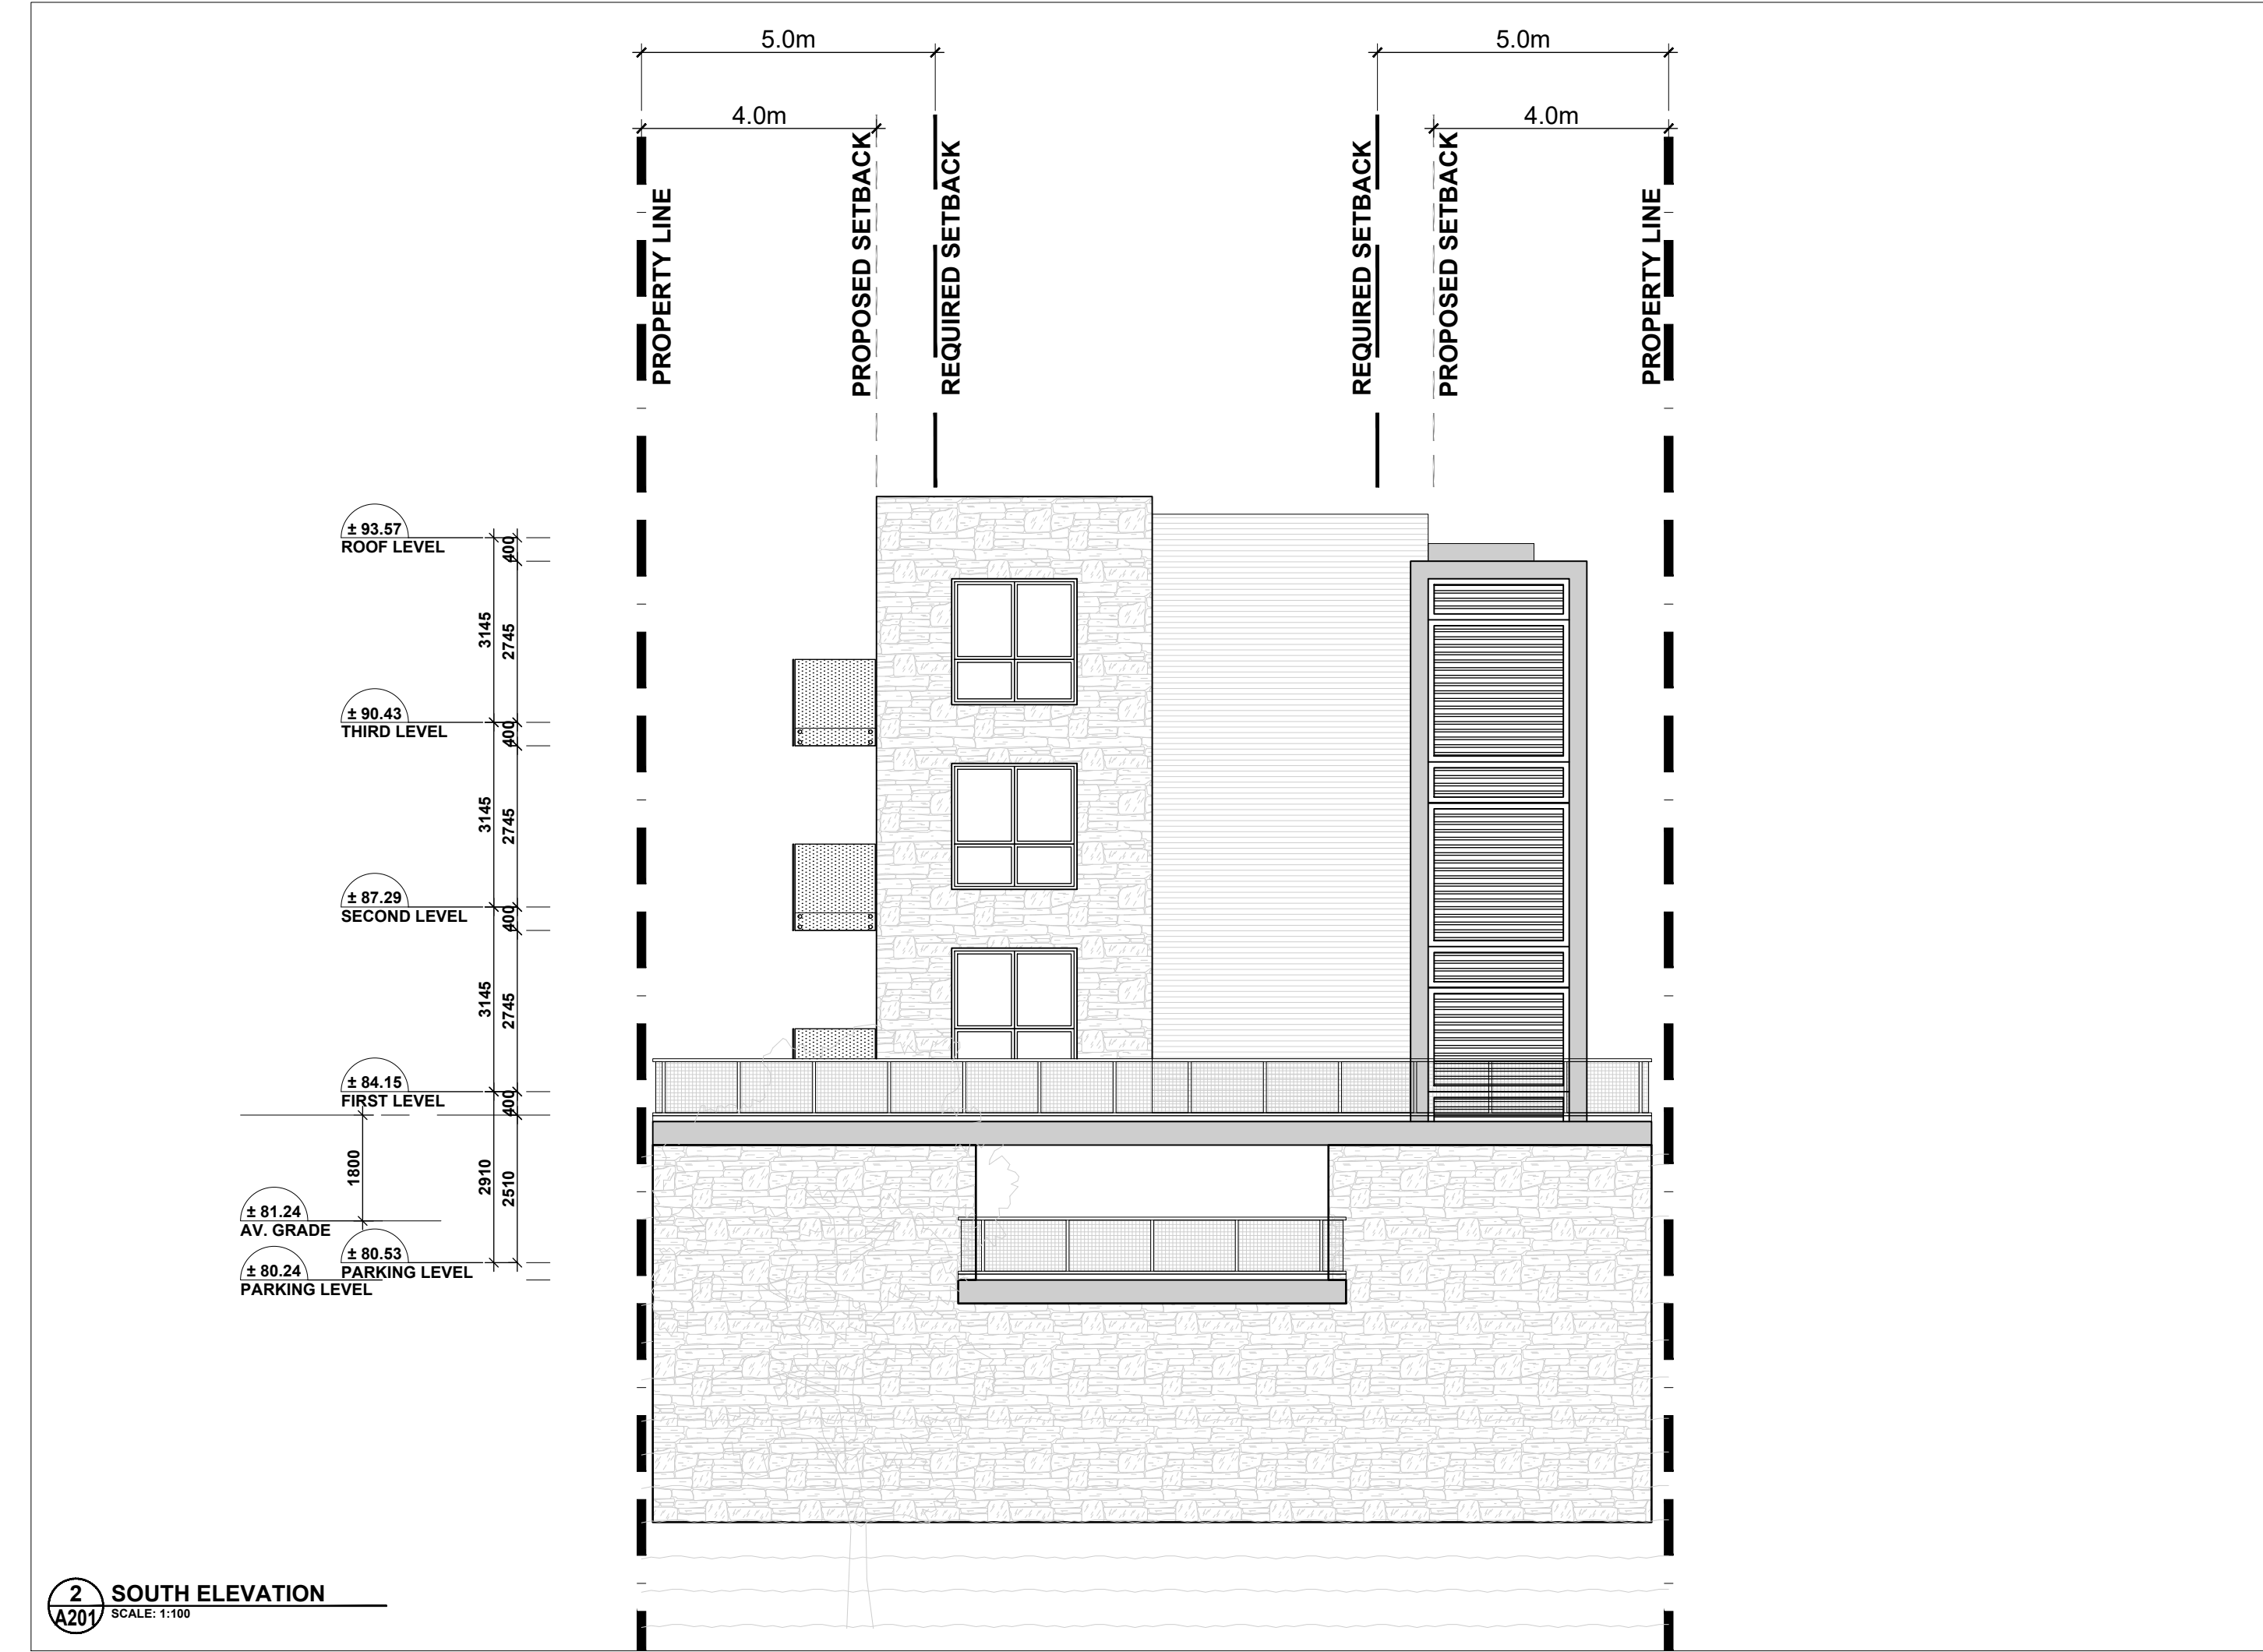 5.0m
5.0m
4.0m
4.0m
PROPERTY LINE
PROPOSED SETBACK
REQUIRED SETBACK
REQUIRED SETBACK
PROPOSED SETBACK
PROPERTY LINE
± 93.57
ROOF LEVEL
400
3145
2745
± 90.43
THIRD LEVEL
400
3145
2745
± 87.29
SECOND LEVEL
400
3145
2745
± 84.15
FIRST LEVEL
400
1800
2910
2510
± 81.24
AV. GRADE
± 80.53
PARKING LEVEL
± 80.24
PARKING LEVEL
2
A201
SOUTH ELEVATION
SCALE: 1:100